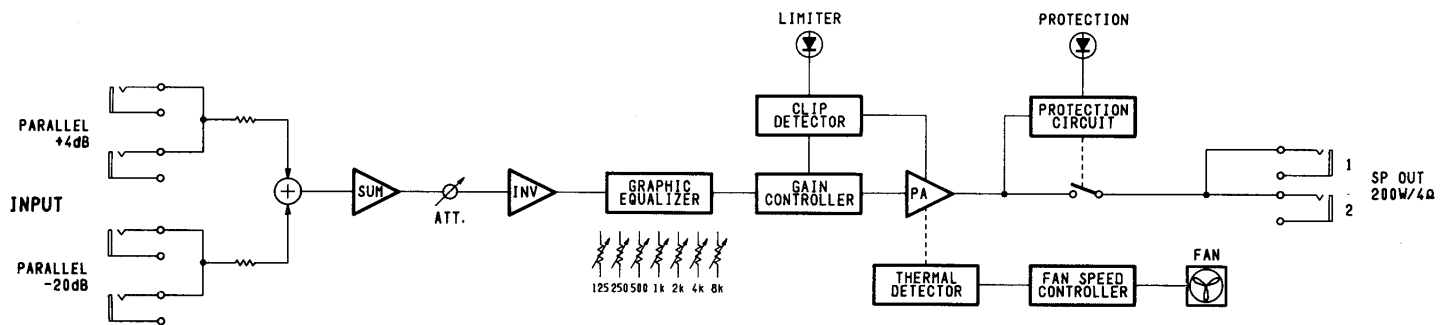 LIMITER
PROTECTION
PARALLEL
+4dB
CLIP
DETECTOR
PROTECTION
CIRCUIT
INPUT
SUM
ATT.
INV
GRAPHIC
EQUALIZER
GAIN
CONTROLLER
PA
1
2
SP OUT
200W/4Ω
PARALLEL
-20dB
125 250 500 1k 2k 4k 8k
THERMAL
DETECTOR
FAN SPEED
CONTROLLER
FAN